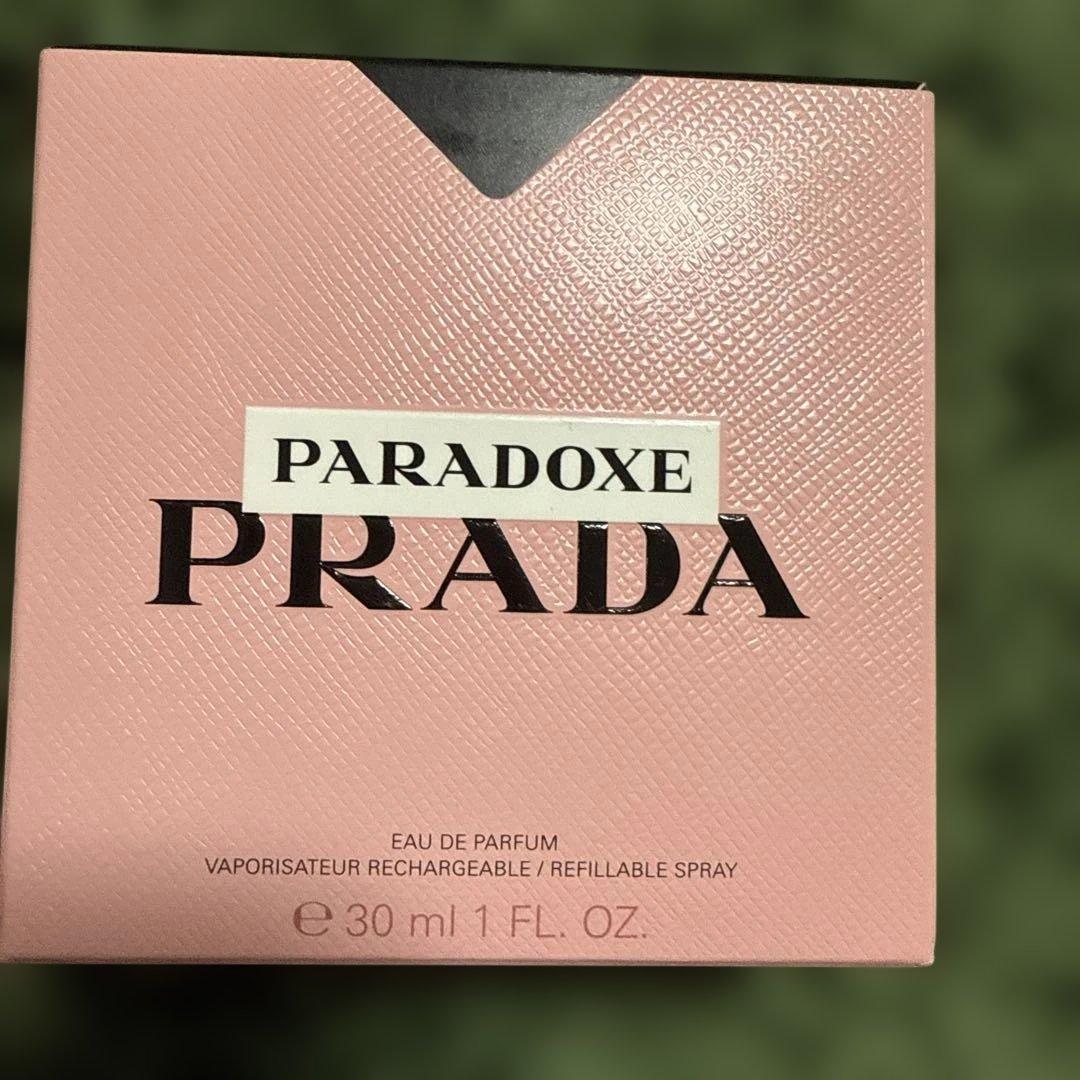 PARADOXE
PRADA
EAU DE PARFUM
VAPORISATEUR RECHARGEABLE / REFILLABLE SPRAY
℮ 30 ml 1 FL. OZ.